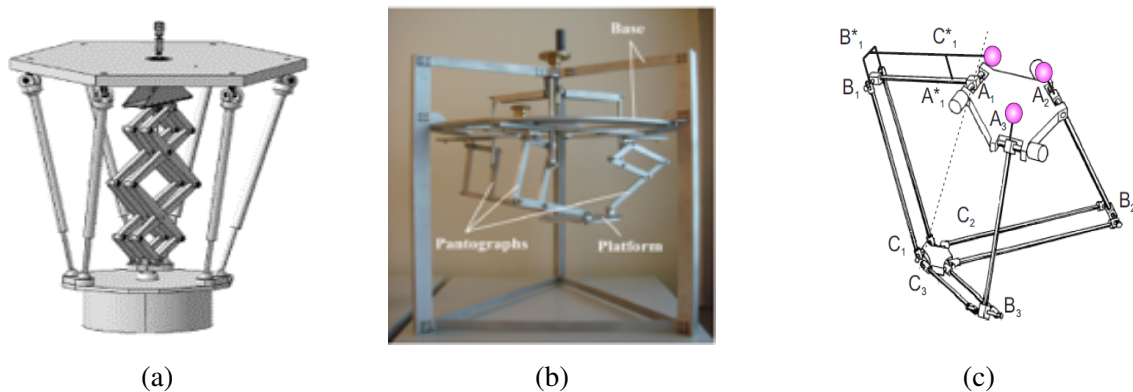 Base
Pantographs
Platform
B*₁
C*₁
B₁
A*₁
A₁
A₂
A₃
B₂
C₂
C₁
C₃
B₃
(a)
(b)
(c)